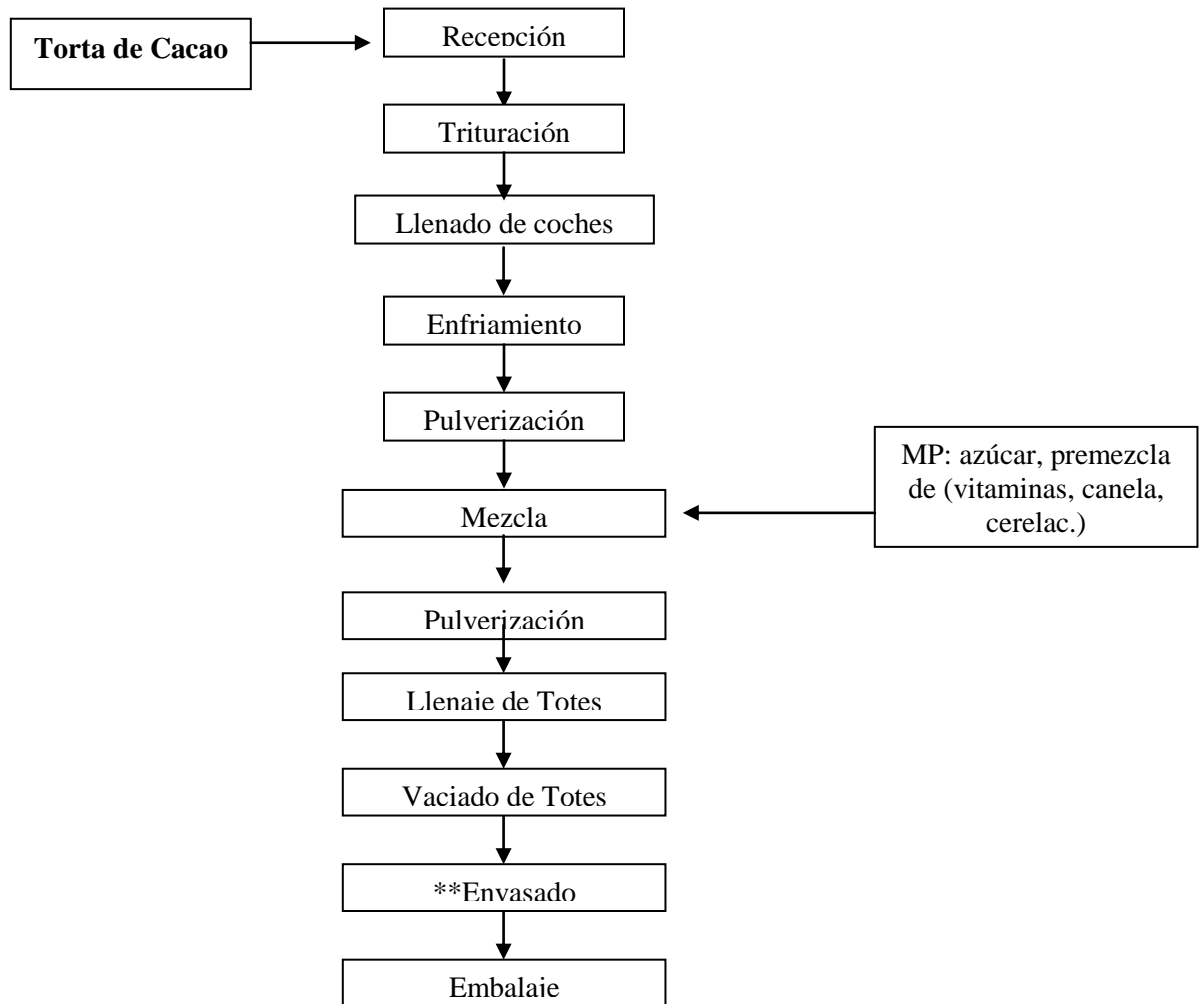 Torta de Cacao
Recepción
Trituración
Llenado de coches
Enfriamiento
Pulverización
MP: azúcar, premezcla
de (vitaminas, canela,
cerelac.)
Mezcla
Pulverización
Llenaje de Totes
Vaciado de Totes
**Envasado
Embalaje